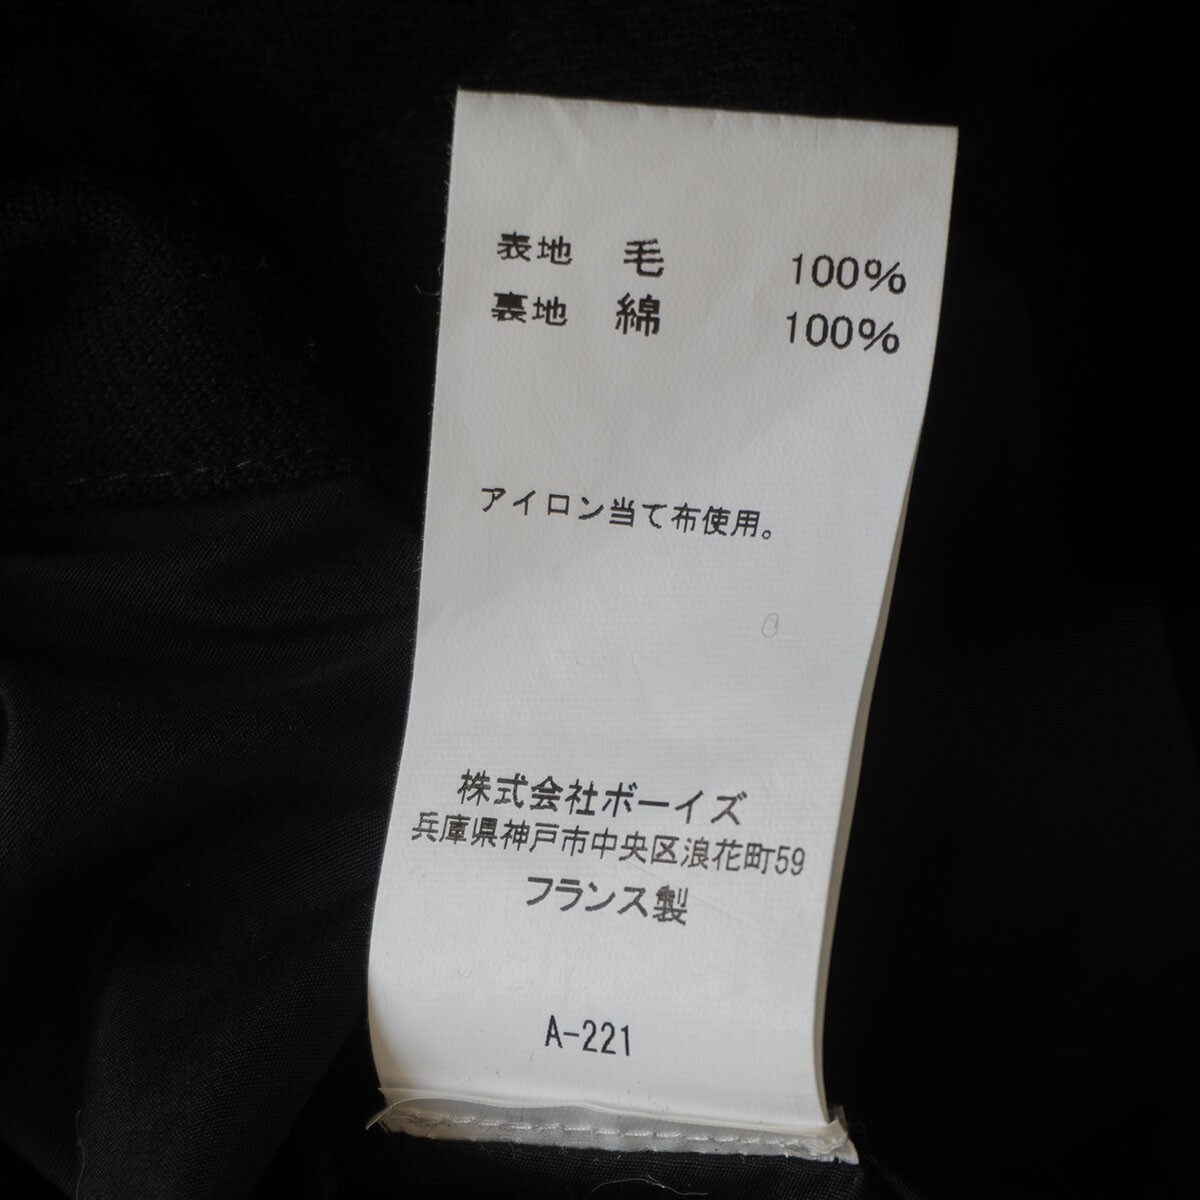 表地 毛 100%
裏地 綿 100%
アイロン当て布使用。
株式会社ボーイズ
兵庫県神戸市中央区浪花町59
フランス製
A-221